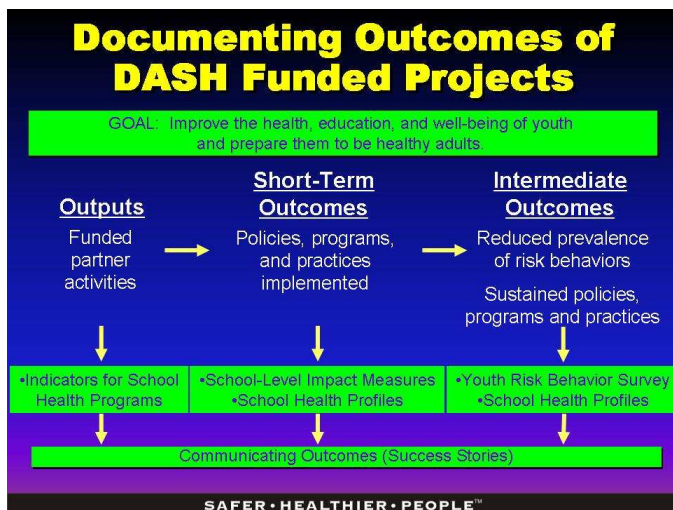 Documenting Outcomes of
DASH Funded Projects
GOAL: Improve the health, education, and well-being of youth
and prepare them to be healthy adults.
Outputs
Funded
partner
activities
Short-Term
Outcomes
Policies, programs,
and practices
implemented
Intermediate
Outcomes
Reduced prevalence
of risk behaviors
Sustained policies,
programs and practices
•Indicators for School
Health Programs
•School-Level Impact Measures
•School Health Profiles
•Youth Risk Behavior Survey
•School Health Profiles
Communicating Outcomes (Success Stories)
SAFER•HEALTHIER•PEOPLE™